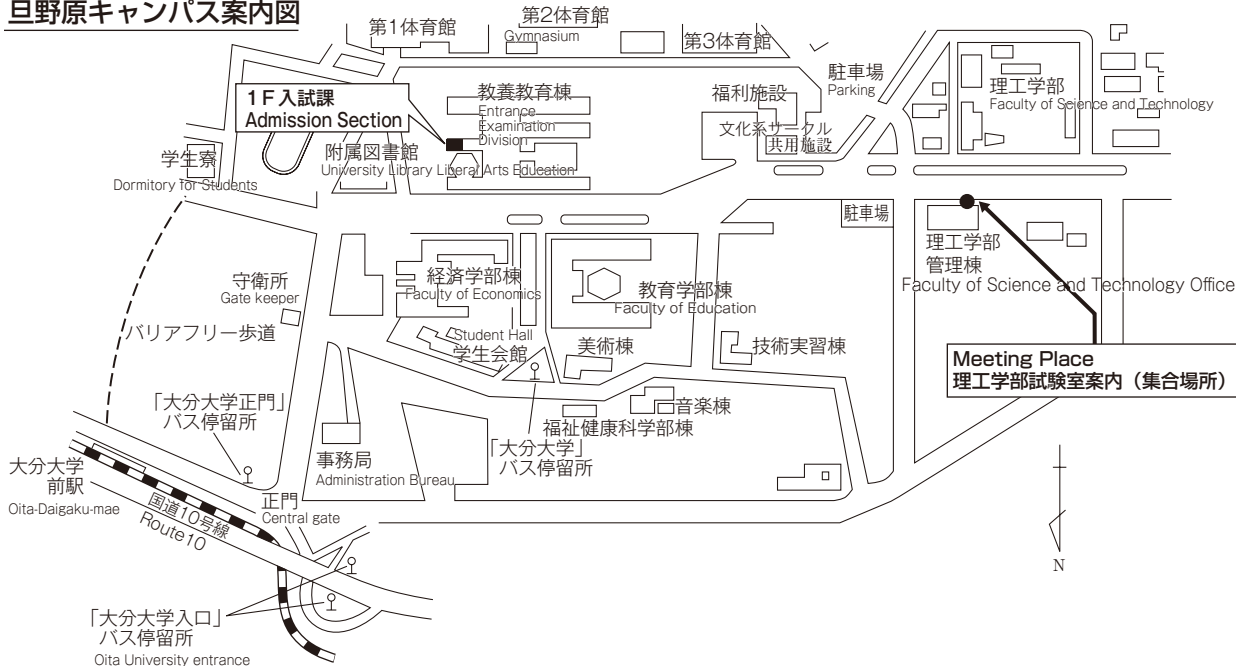 旦野原キャンパス案内図
第1体育館
第2体育館
Gymnasium
第3体育館
駐車場
Parking
理工学部
Faculty of Science and Technology
1F入試課
Admission Section
教養教育棟
Entrance
Examination
Division
福利施設
文化系サークル
共用施設
学生寮
Dormitory for Students
附属図書館
University Library
Liberal Arts Education
駐車場
理工学部
管理棟
Faculty of Science and Technology Office
守衛所
Gate keeper
経済学部棟
Faculty of Economics
教育学部棟
Faculty of Education
バリアフリー歩道
Student Hall
学生会館
美術棟
技術実習棟
Meeting Place
理工学部試験室案内（集合場所）
「大分大学正門」
バス停留所
音楽棟
福祉健康科学部棟
「大分大学」
バス停留所
事務局
Administration Bureau
大分大学
前駅
Oita-Daigaku-mae
国道10号線
Route10
正門
Central gate
N
「大分大学入口」
バス停留所
Oita University entrance